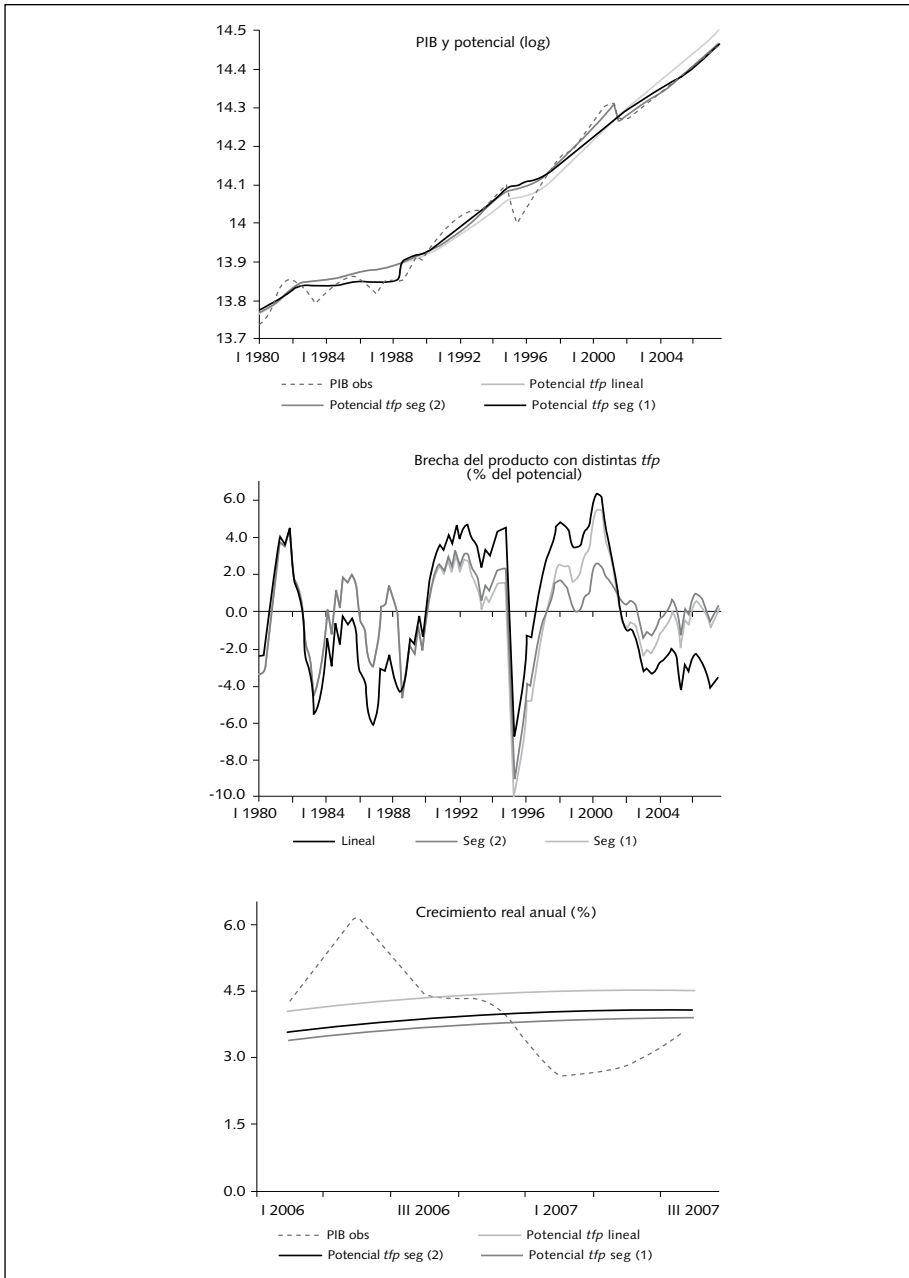 PIB y potencial (log)
14.5
14.4
14.3
14.2
14.1
14
13.9
13.8
13.7
I 1980 I 1984 I 1988 I 1992 I 1996 I 2000 I 2004
PIB obs Potencial tfp lineal
Potencial tfp seg (2) Potencial tfp seg (1)
Brecha del producto con distintas tfp
(% del potencial)
6.0
4.0
2.0
0.0
-2.0
-4.0
-6.0
-8.0
-10.0
I 1980 I 1984 I 1988 I 1992 I 1996 I 2000 I 2004
Lineal Seg (2) Seg (1)
Crecimiento real anual (%)
6.0
4.5
3.0
1.5
0.0
I 2006 III 2006 I 2007 III 2007
PIB obs Potencial tfp lineal
Potencial tfp seg (2) Potencial tfp seg (1)